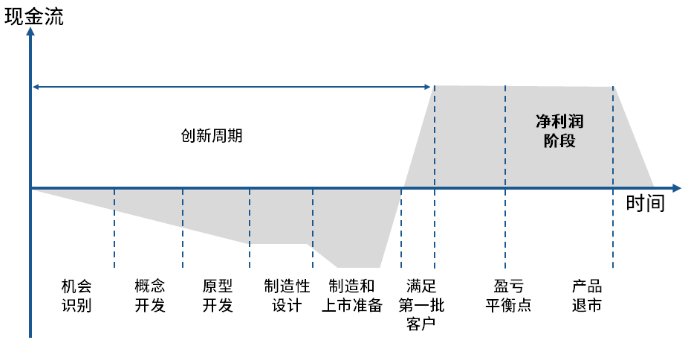 现金流
创新周期
净利润
阶段
时间
机会
识别
概念
开发
原型
开发
制造性
设计
制造和
上市准备
满足
第一批
客户
盈亏
平衡点
产品
退市